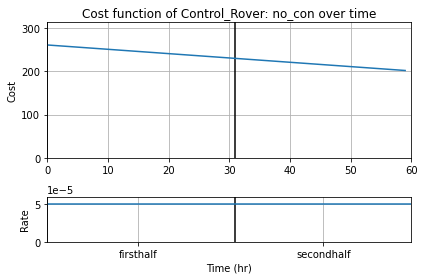 Cost function of Control_Rover: no_con over time
300
200
100
0
Cost
0 10 20 30 40 50 60
1e−5
5
0
Rate
firsthalf secondhalf
Time (hr)